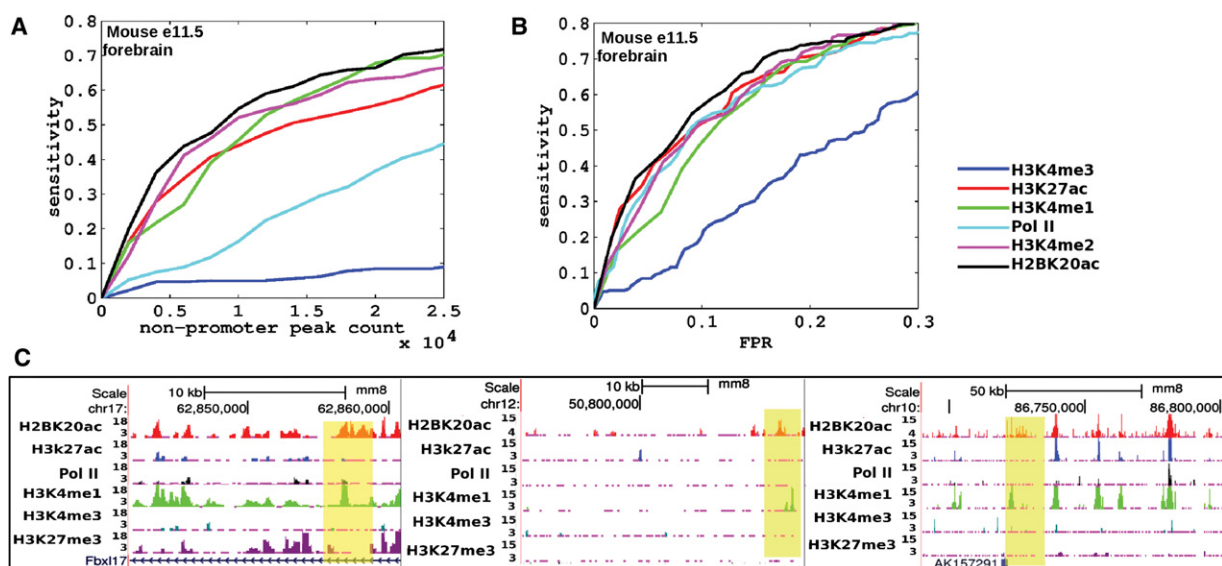 A
Mouse e11.5
forebrain
sensitivity
0.8
0.7
0.6
0.5
0.4
0.3
0.2
0.1
0
0 0.5 1 1.5 2 2.5
non-promoter peak count
x 10^4
B
Mouse e11.5
forebrain
sensitivity
0.8
0.7
0.6
0.5
0.4
0.3
0.2
0.1
0
0 0.1 0.2 0.3
FPR
H3K4me3
H3K27ac
H3K4me1
Pol II
H3K4me2
H2BK20ac
C
Scale 10 kb mm8
chr17: 62,850,000 62,860,000
H2BK20ac 18 3
H3k27ac 18 3
Pol II 18 3
H3K4me1 18 3
H3K4me3 18 3
H3K27me3 18 3
Fbxl17
Scale 10 kb mm8
chr12: 50,800,000
H2BK20ac 15 4
H3k27ac 15 3
Pol II 15 3
H3K4me1 15 3
H3K4me3 15 3
H3K27me3 15 4
Scale 50 kb mm8
chr10: 86,750,000 86,800,000
H2BK20ac 15 4
H3k27ac 15 3
Pol II 15 3
H3K4me1 15 3
H3K4me3 15 3
H3K27me3 15 3
AK157291